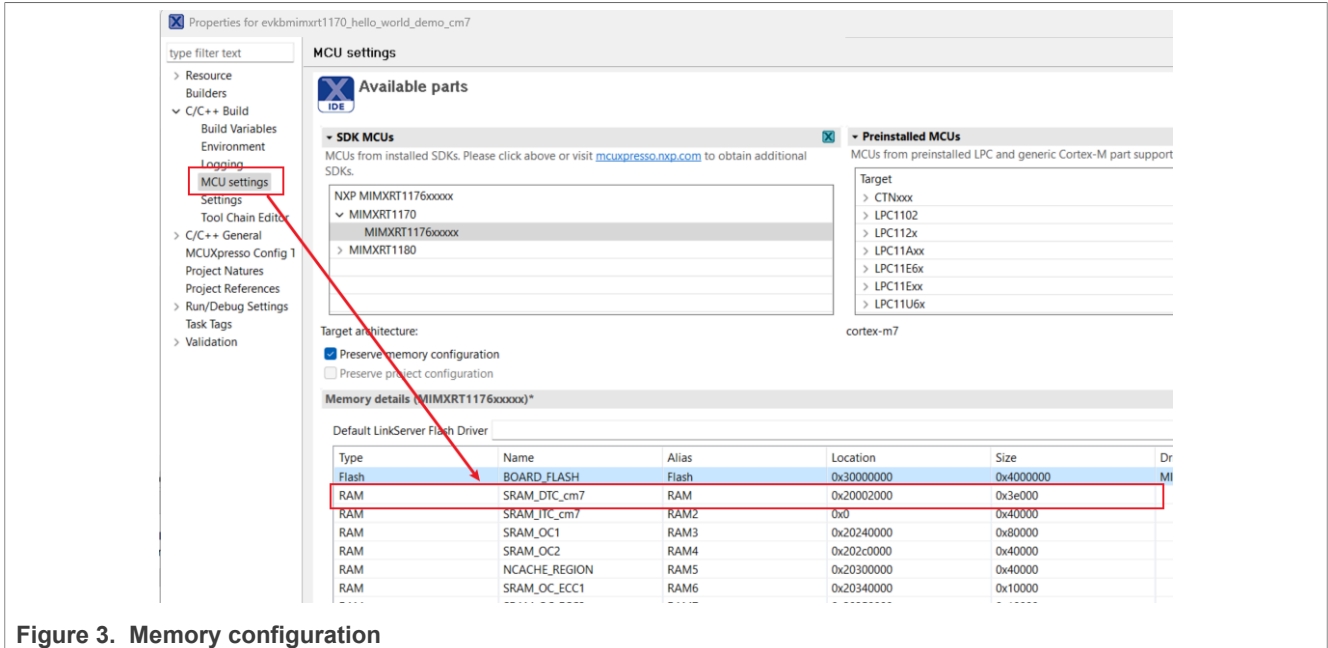 Properties for evkbmimxrt1170_hello_world_demo_cm7
type filter text
Resource
Builders
C/C++ Build
Build Variables
Environment
Logging
MCU settings
Settings
Tool Chain Editor
C/C++ General
MCUXpresso Config T
Project Natures
Project References
Run/Debug Settings
Task Tags
Validation
MCU settings
IDE
Available parts
SDK MCUs
MCUs from installed SDKs. Please click above or visit mcuxpresso.nxp.com to obtain additional
SDKs.
NXP MIMXRT1176xxxxx
MIMXRT1170
MIMXRT1176xxxxx
MIMXRT1180
Preinstalled MCUs
MCUs from preinstalled LPC and generic Cortex-M part support
Target
CTNxxx
LPC1102
LPC112x
LPC11Axx
LPC11E6x
LPC11Exx
LPC11U6x
Target architecture: cortex-m7
Preserve memory configuration
Preserve project configuration
Memory details (MIMXRT1176xxxxx)*
Default LinkServer Flash Driver
Type Name Alias Location Size Dr
Flash BOARD_FLASH Flash 0x30000000 0x4000000 MI
RAM SRAM_DTC_cm7 RAM 0x20002000 0x3e000
RAM SRAM_ITC_cm7 RAM2 0x0 0x40000
RAM SRAM_OC1 RAM3 0x20240000 0x80000
RAM SRAM_OC2 RAM4 0x202c0000 0x40000
RAM NCACHE_REGION RAM5 0x20300000 0x40000
RAM SRAM_OC_ECC1 RAM6 0x20340000 0x10000
Figure 3. Memory configuration